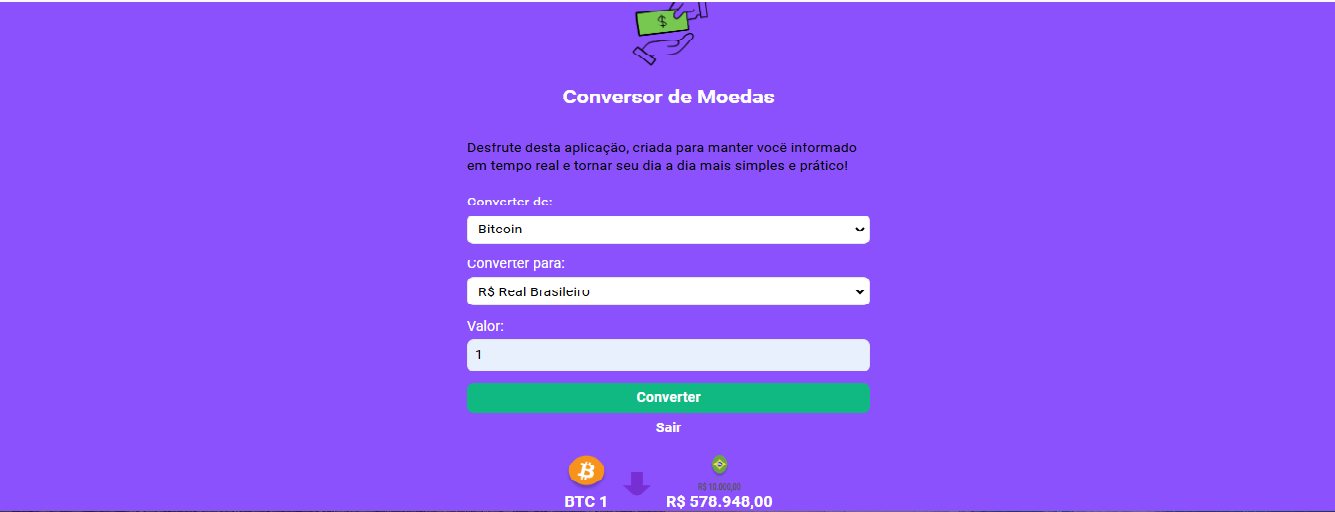 $
Conversor de Moedas
Desfrute desta aplicação, criada para manter você informado
em tempo real e tornar seu dia a dia mais simples e prático!
Converter de:
Bitcoin
Converter para:
R$ Real Brasileiro
Valor:
1
Converter
Sair
R$ 10.000,00
BTC 1
R$ 578.948,00